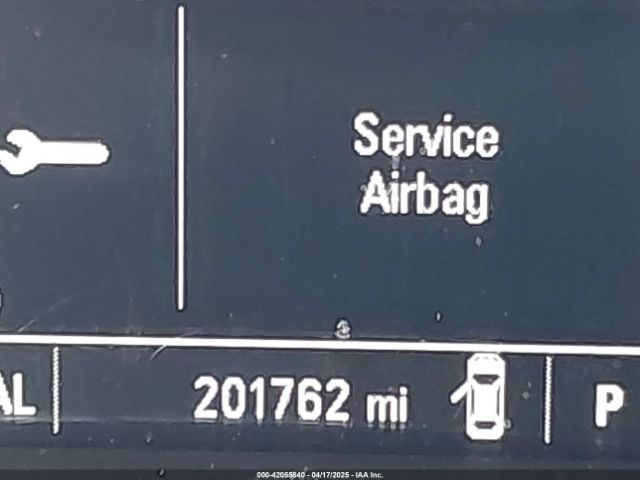 Service
Airbag
AL
201762 mi
P
000-42055840 - 04/17/2025 - IAA Inc.